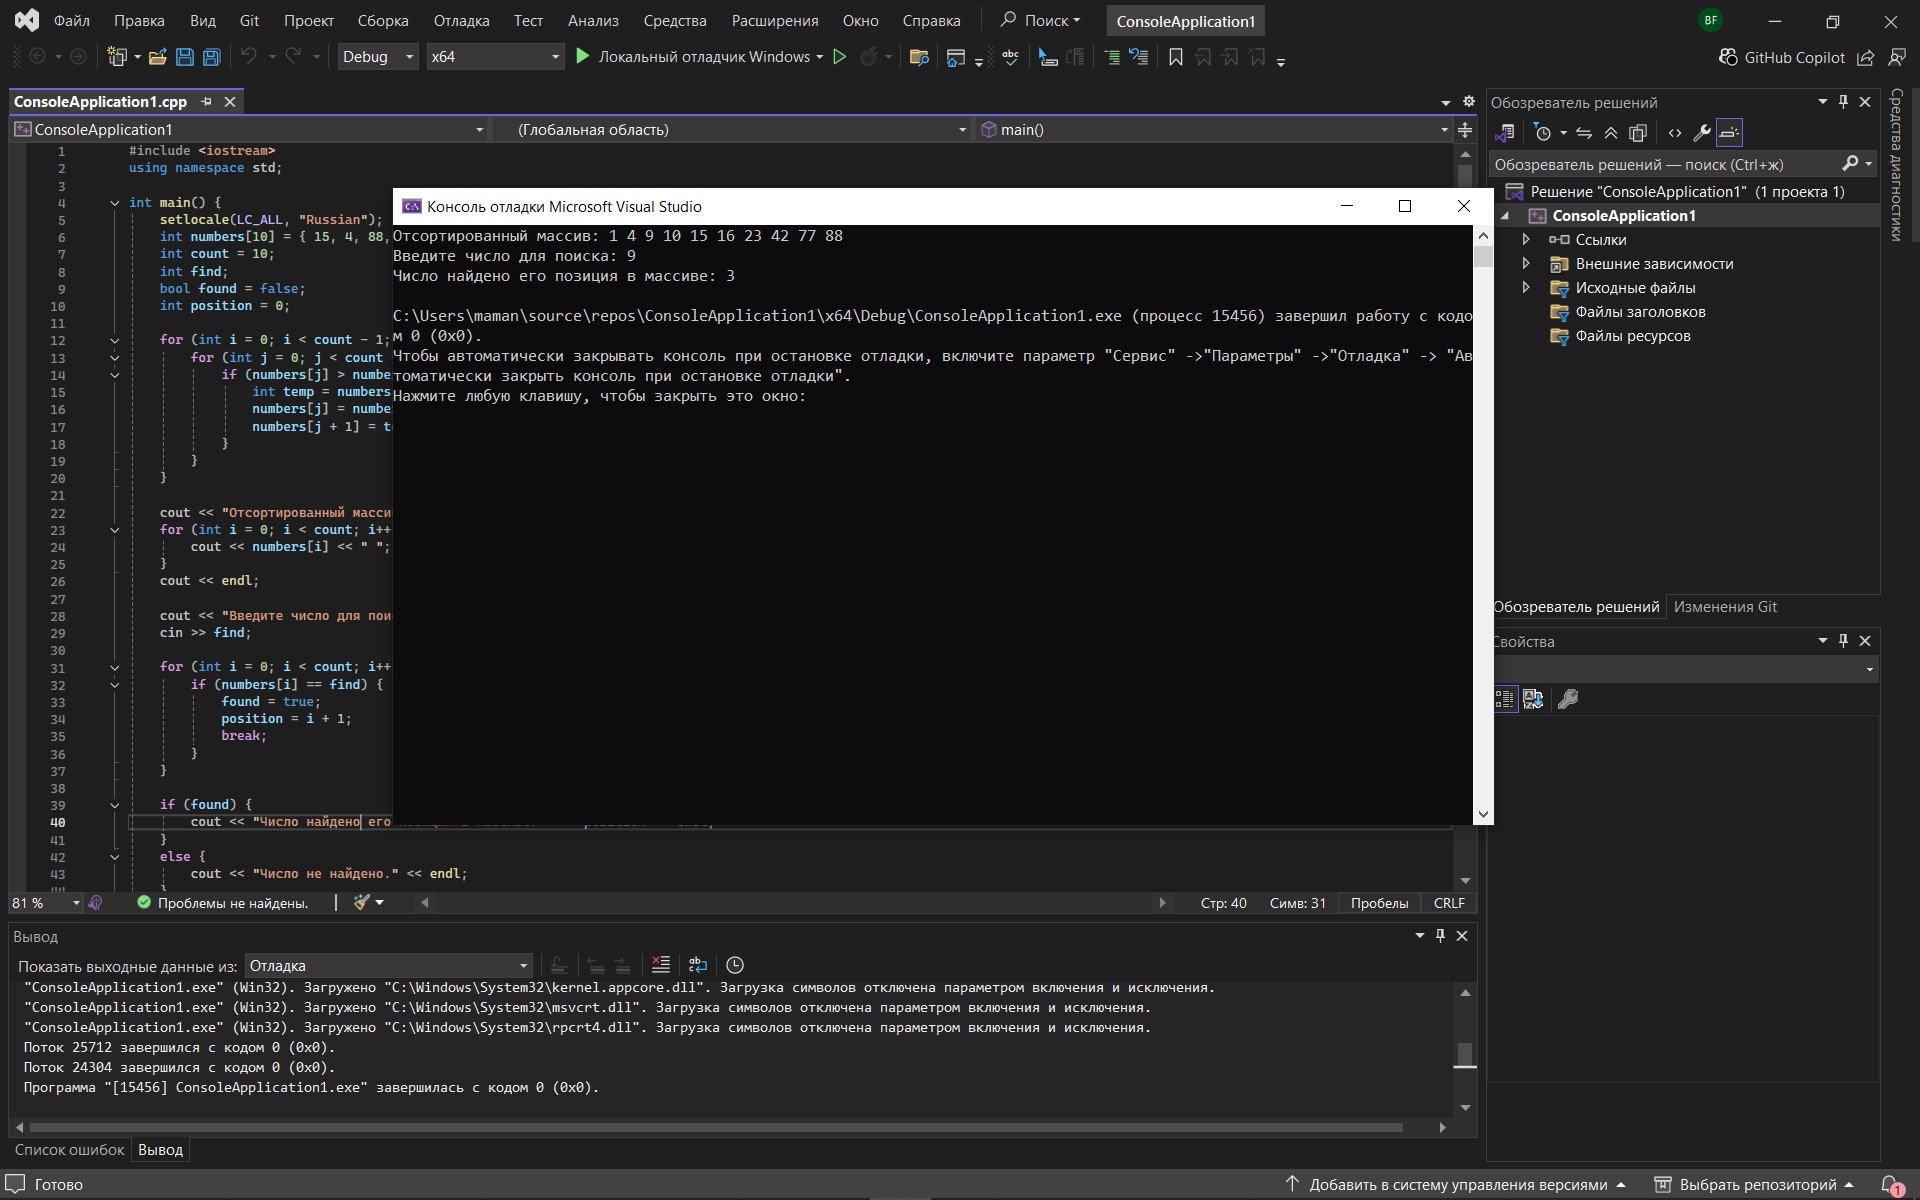 Файл Правка Вид Git Проект Сборка Отладка Тест Анализ Средства Расширения Окно Справка Поиск ConsoleApplication1 BF
Debug x64 Локальный отладчик Windows GitHub Copilot
ConsoleApplication1.cpp
ConsoleApplication1 (Глобальная область) main()
1 #include <iostream>
2 using namespace std;
3
4 int main() {
5 setlocale(LC_ALL, "Russian");
6 int numbers[10] = { 15, 4, 88,
7 int count = 10;
8 int find;
9 bool found = false;
10 int position = 0;
11
12 for (int i = 0; i < count - 1;
13 for (int j = 0; j < count
14 if (numbers[j] > numbe
15 int temp = numbers
16 numbers[j] = numbe
17 numbers[j + 1] = t
18 }
19 }
20 }
21
22 cout << "Отсортированный масси
23 for (int i = 0; i < count; i++
24 cout << numbers[i] << " ";
25 }
26 cout << endl;
27
28 cout << "Введите число для пои
29 cin >> find;
30
31 for (int i = 0; i < count; i++
32 if (numbers[i] == find) {
33 found = true;
34 position = i + 1;
35 break;
36 }
37 }
38
39 if (found) {
40 cout << "Число найдено его
41 }
42 else {
43 cout << "Число не найдено." << endl;
Консоль отладки Microsoft Visual Studio
Отсортированный массив: 1 4 9 10 15 16 23 42 77 88
Введите число для поиска: 9
Число найдено его позиция в массиве: 3
C:\Users\maman\source\repos\ConsoleApplication1\x64\Debug\ConsoleApplication1.exe (процесс 15456) завершил работу с кодо
м 0 (0x0).
Чтобы автоматически закрывать консоль при остановке отладки, включите параметр "Сервис" ->"Параметры" ->"Отладка" -> "Ав
томатически закрыть консоль при остановке отладки".
Нажмите любую клавишу, чтобы закрыть это окно:
81 % Проблемы не найдены. Стр: 40 Симв: 31 Пробелы CRLF
Вывод
Показать выходные данные из: Отладка
"ConsoleApplication1.exe" (Win32). Загружено "C:\Windows\System32\kernel.appcore.dll". Загрузка символов отключена параметром включения и исключения.
"ConsoleApplication1.exe" (Win32). Загружено "C:\Windows\System32\msvcrt.dll". Загрузка символов отключена параметром включения и исключения.
"ConsoleApplication1.exe" (Win32). Загружено "C:\Windows\System32\rpcrt4.dll". Загрузка символов отключена параметром включения и исключения.
Поток 25712 завершился с кодом 0 (0x0).
Поток 24304 завершился с кодом 0 (0x0).
Программа "[15456] ConsoleApplication1.exe" завершилась с кодом 0 (0x0).
Список ошибок Вывод
Обозреватель решений
Обозреватель решений — поиск (Ctrl+ж)
Решение "ConsoleApplication1" (1 проекта 1)
ConsoleApplication1
Ссылки
Внешние зависимости
Исходные файлы
Файлы заголовков
Файлы ресурсов
Обозреватель решений Изменения Git
Свойства
Средства диагностики
Готово Добавить в систему управления версиями Выбрать репозиторий 1